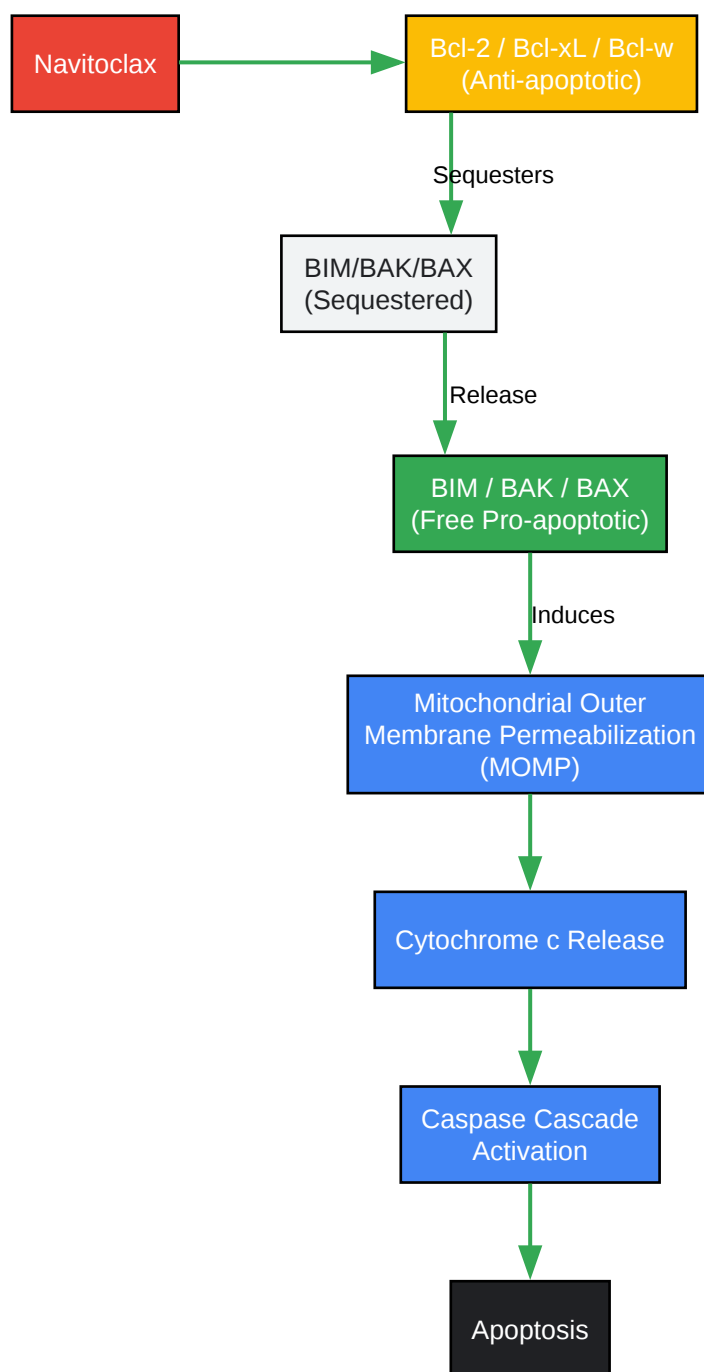 Navitoclax
Bcl-2 / Bcl-xL / Bcl-w
(Anti-apoptotic)
Sequesters
BIM/BAK/BAX
(Sequestered)
Release
BIM / BAK / BAX
(Free Pro-apoptotic)
Induces
Mitochondrial Outer
Membrane Permeabilization
(MOMP)
Cytochrome c Release
Caspase Cascade
Activation
Apoptosis